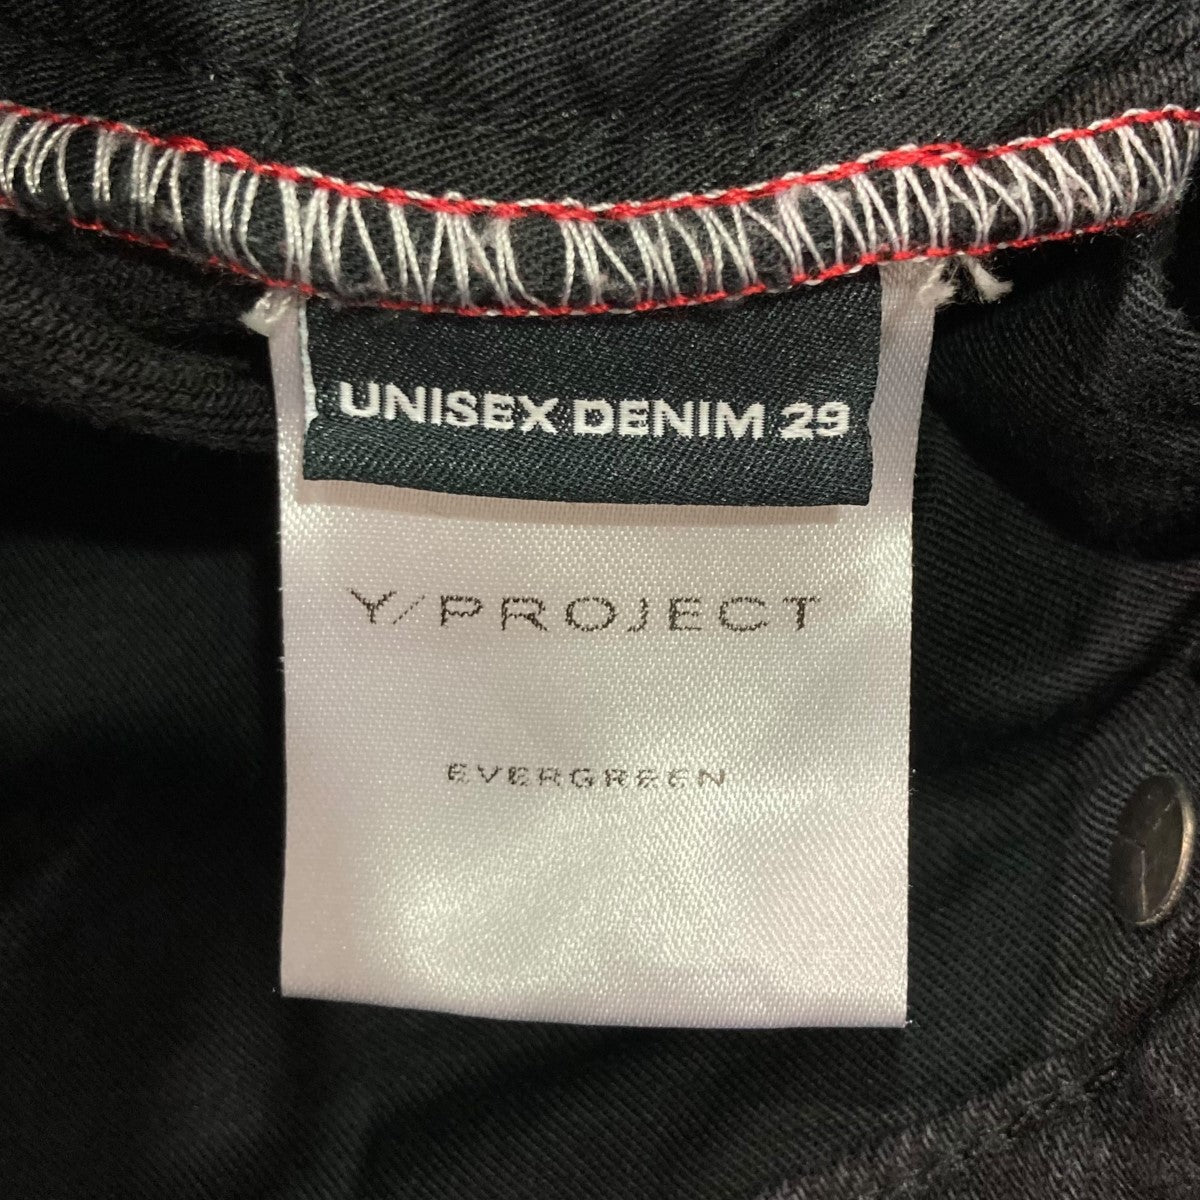 UNISEX DENIM 29
Y/PROJECT
EVERGREEN